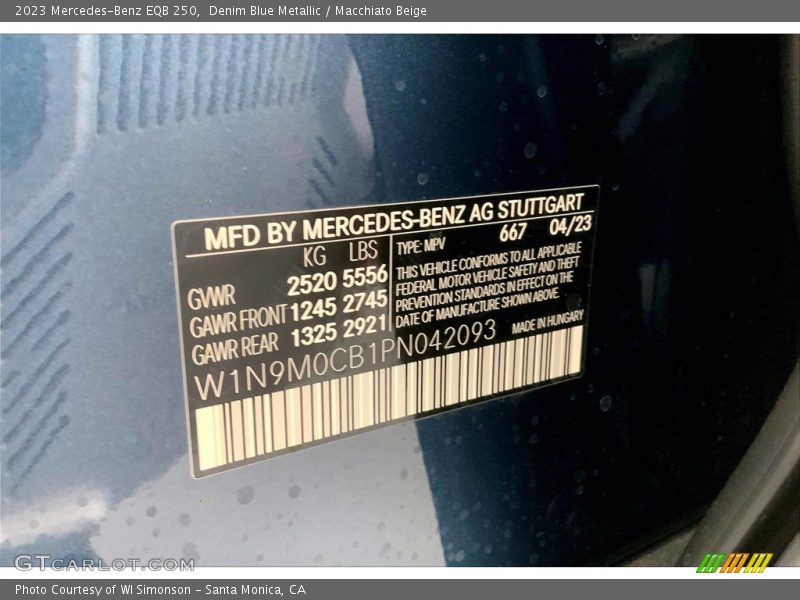 2023 Mercedes-Benz EQB 250, Denim Blue Metallic / Macchiato Beige
MFD BY MERCEDES-BENZ AG STUTTGART
KG LBS
GVWR 2520 5556
GAWR FRONT 1245 2745
GAWR REAR 1325 2921
TYPE: MPV 667 04/23
THIS VEHICLE CONFORMS TO ALL APPLICABLE
FEDERAL MOTOR VEHICLE SAFETY AND THEFT
PREVENTION STANDARDS IN EFFECT ON THE
DATE OF MANUFACTURE SHOWN ABOVE.
W1N9M0CB1PN042093 MADE IN HUNGARY
GTCARLOT.COM
Photo Courtesy of WI Simonson - Santa Monica, CA